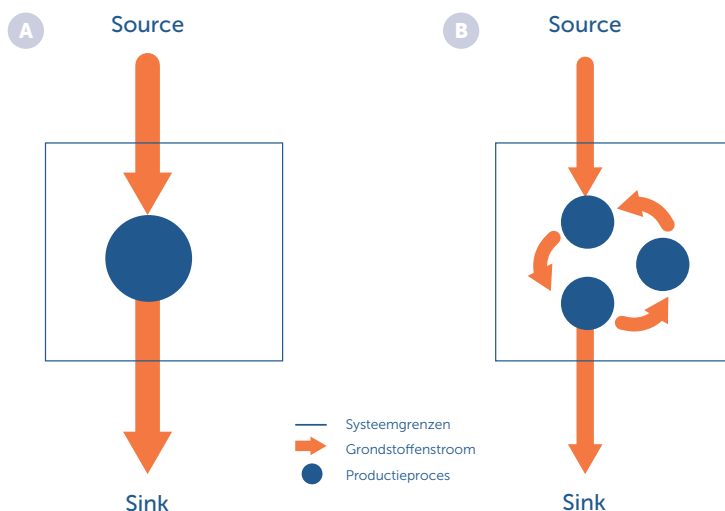 A
Source
B
Source
Systeemgrenzen
Grondstoffenstroom
Productieproces
Sink
Sink